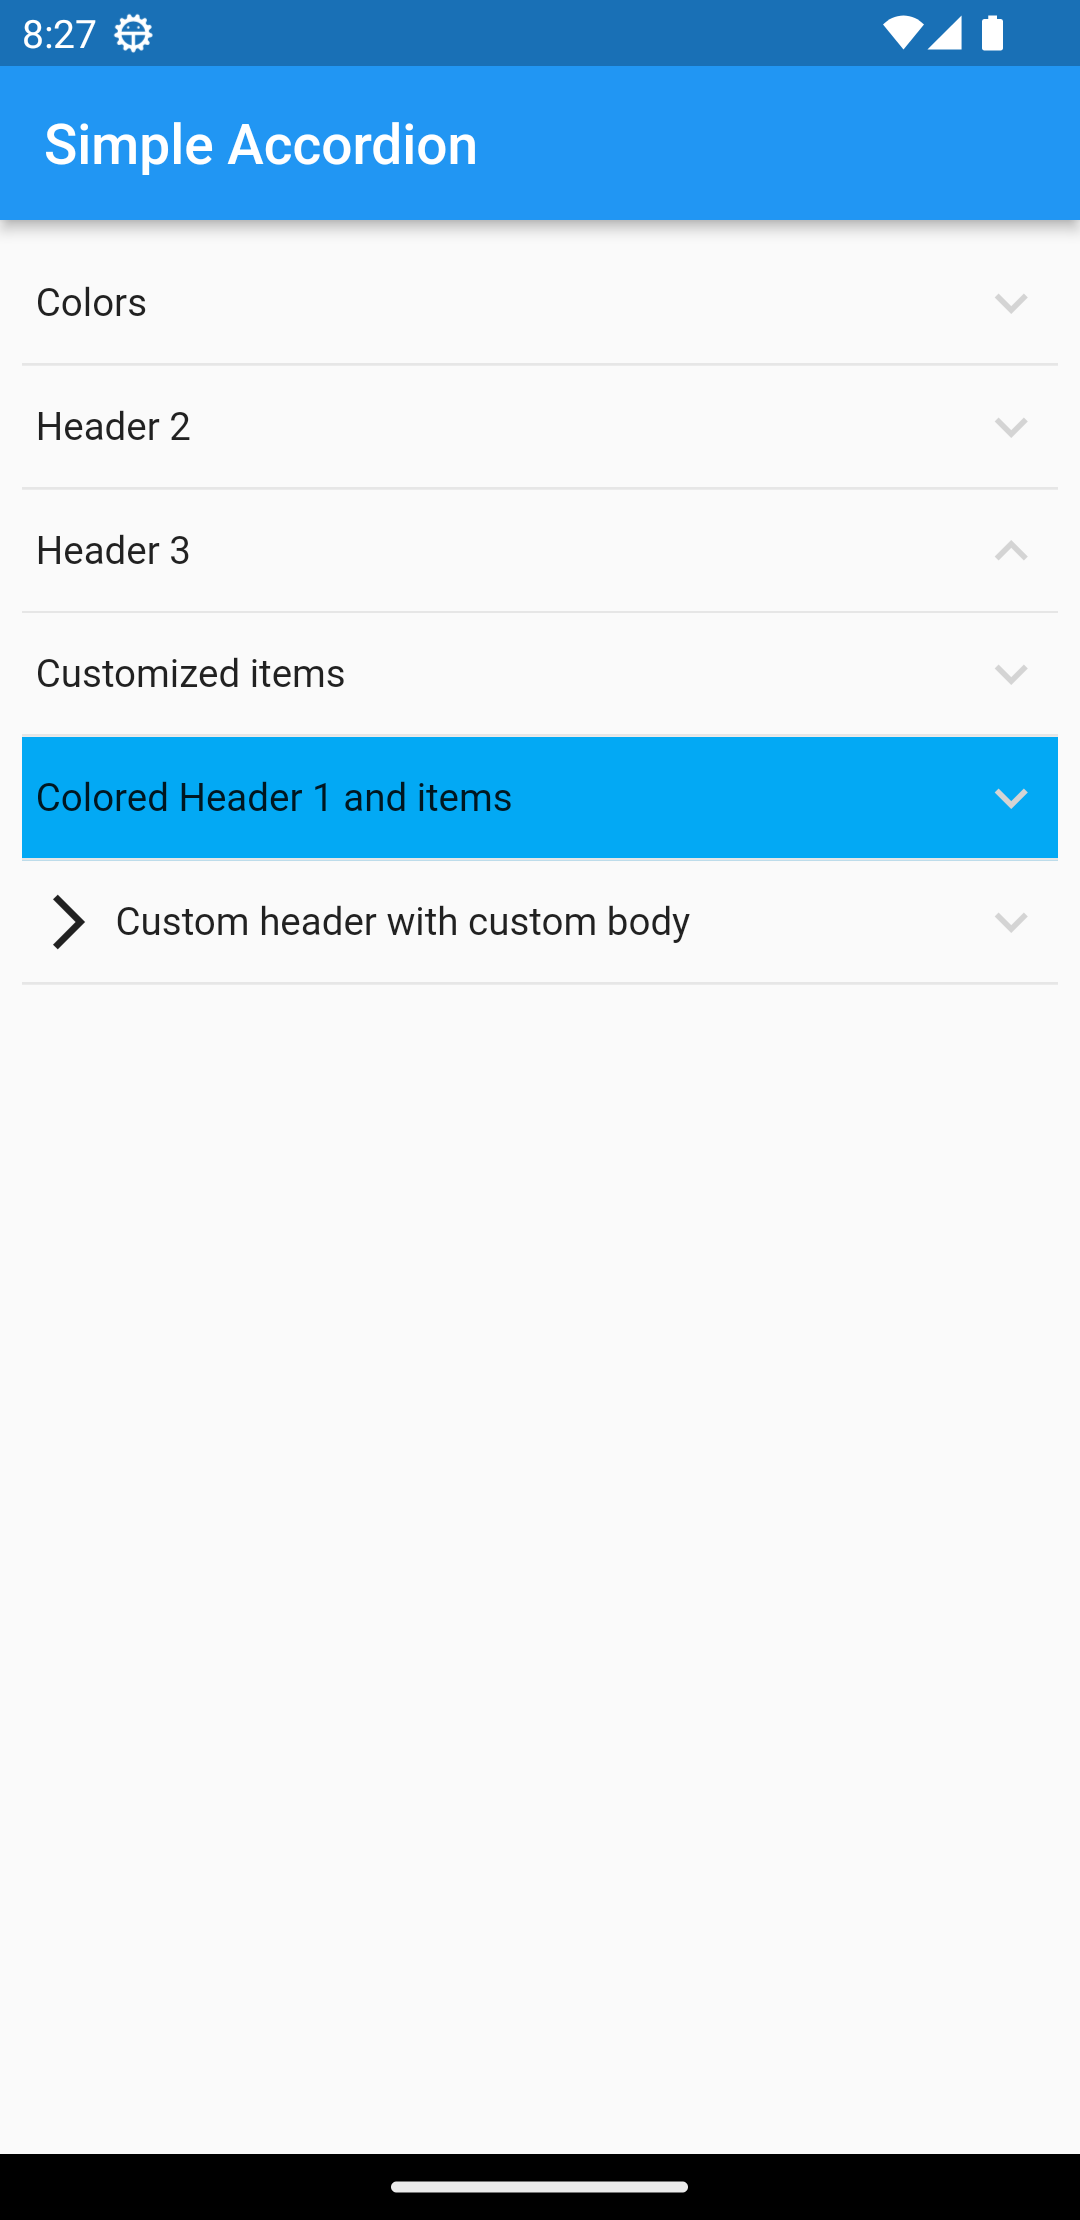 8:27
Simple Accordion
Colors
Header 2
Header 3
Customized items
Colored Header 1 and items
Custom header with custom body